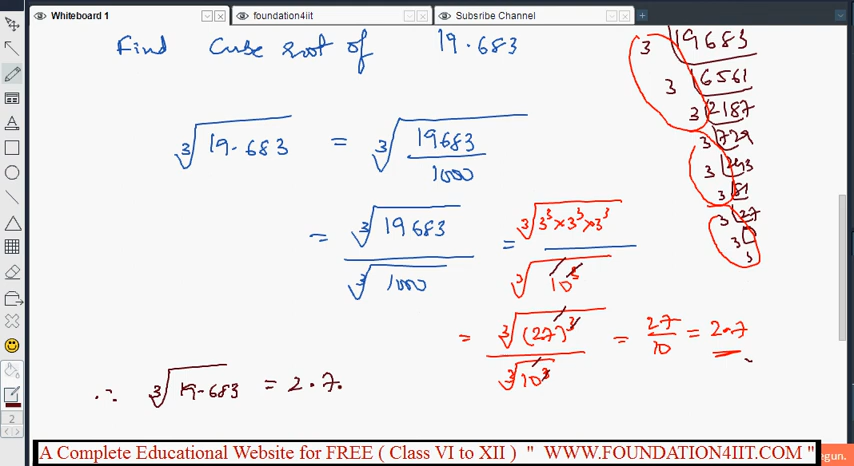 Whiteboard 1 foundation4iit Subsribe Channel
Find Cube root of 19.683
∛19.683 = ∛(19683/1000)
= ∛19683/∛1000 = ∛(3³×3³×3³)/∛10³
= ∛(27)³/∛10³ = 27/10 = 2.7
∴ ∛19.683 = 2.7.
3 19683
3 6561
3 2187
3 729
3 243
3 81
3 27
3
3
2
A Complete Educational Website for FREE ( Class VI to XII ) " WWW.FOUNDATION4IIT.COM "
egun.